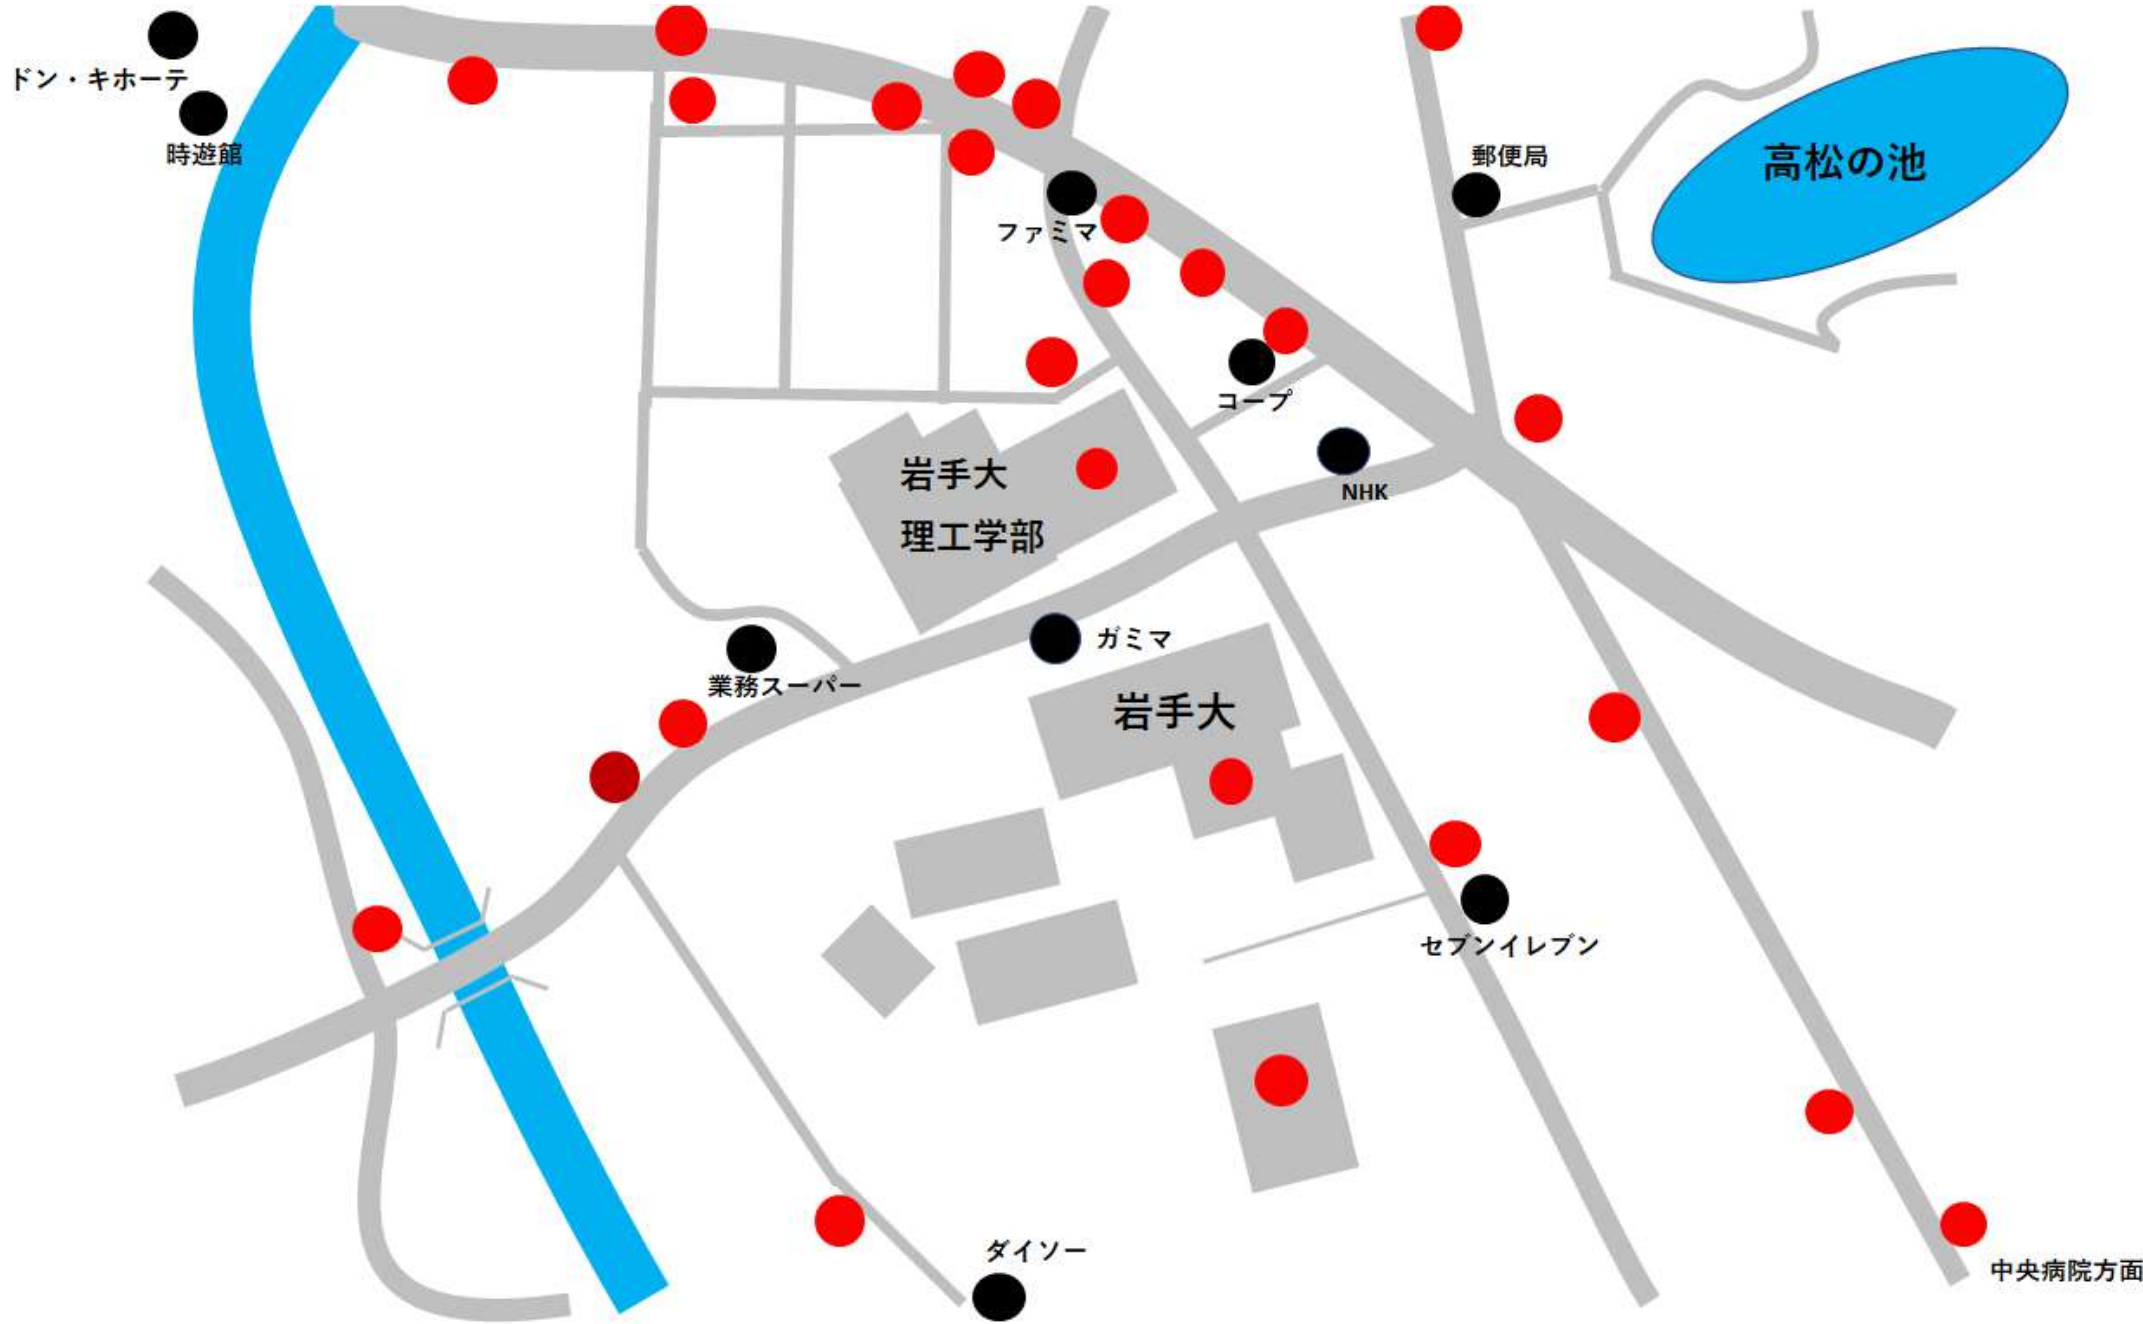 ドン・キホーテ
時遊館
郵便局
高松の池
ファミマ
コープ
岩手大
理工学部
NHK
ガミマ
業務スーパー
岩手大
セブンイレブン
ダイソー
中央病院方面